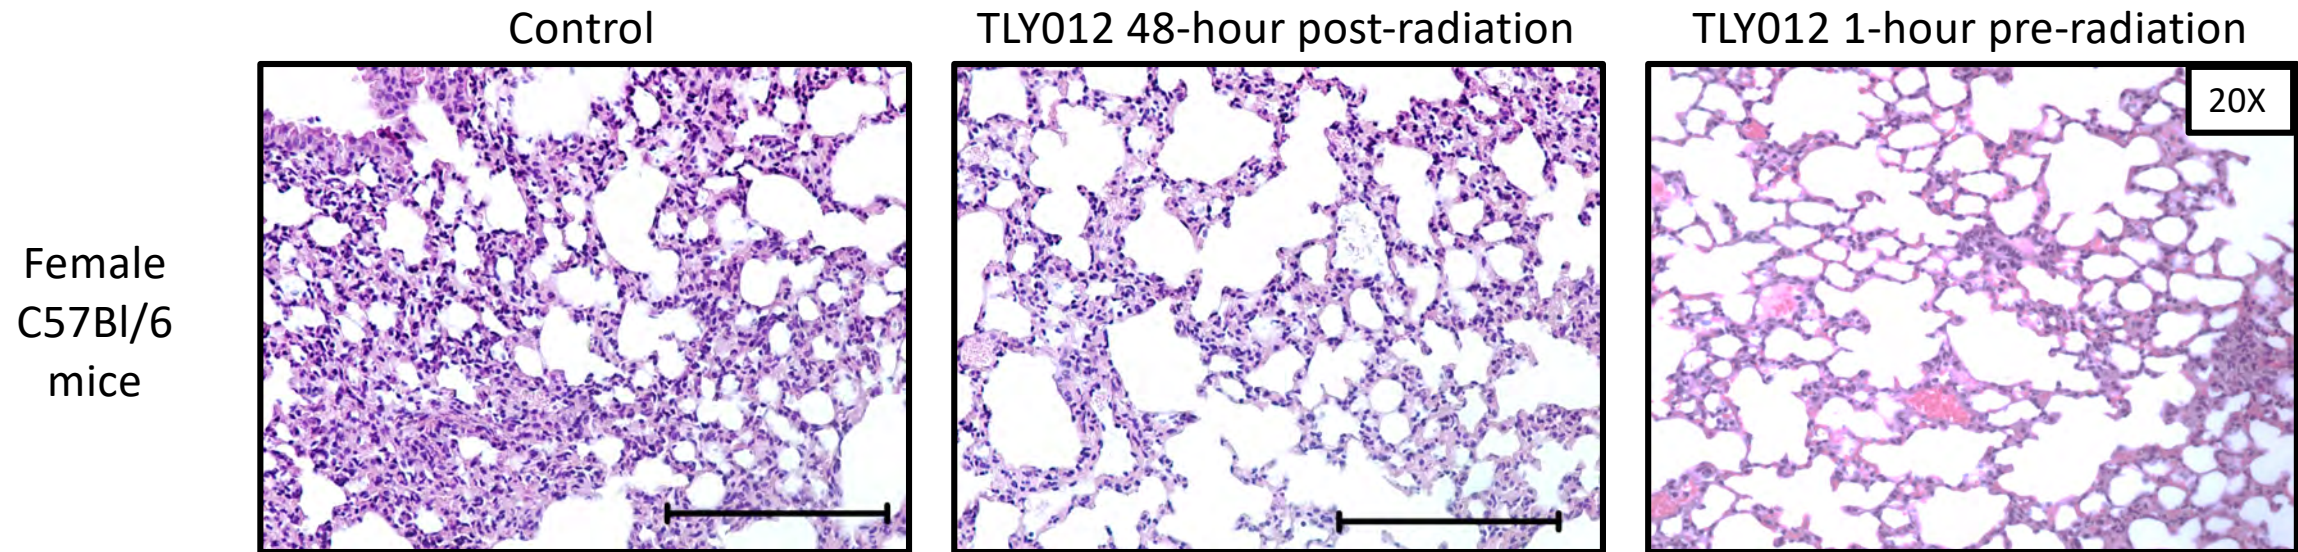 Control
TLY012 48-hour post-radiation
TLY012 1-hour pre-radiation
20X
Female
C57Bl/6
mice